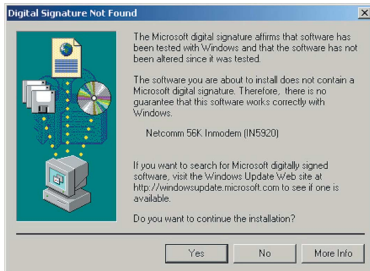 Digital Signature Not Found
The Microsoft digital signature affirms that software has
been tested with Windows and that the software has not
been altered since it was tested.
The software you are about to install does not contain a
Microsoft digital signature. Therefore, there is no
guarantee that this software works correctly with
Windows.
Netcomm 56K Inmodem (IN5920)
If you want to search for Microsoft digitally signed
software, visit the Windows Update Web site at
http://windowsupdate.microsoft.com to see if one is
available.
Do you want to continue the installation?
Yes No More Info